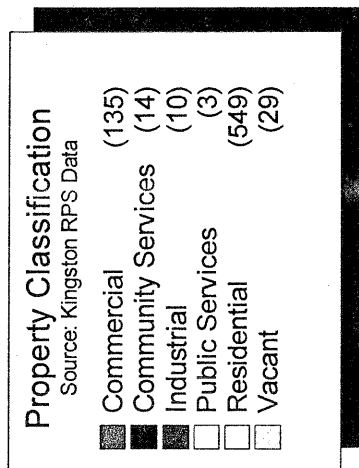 Property Classification
Source: Kingston RPS Data
Commercial (135)
Community Services (14)
Industrial (10)
Public Services (3)
Residential (549)
Vacant (29)